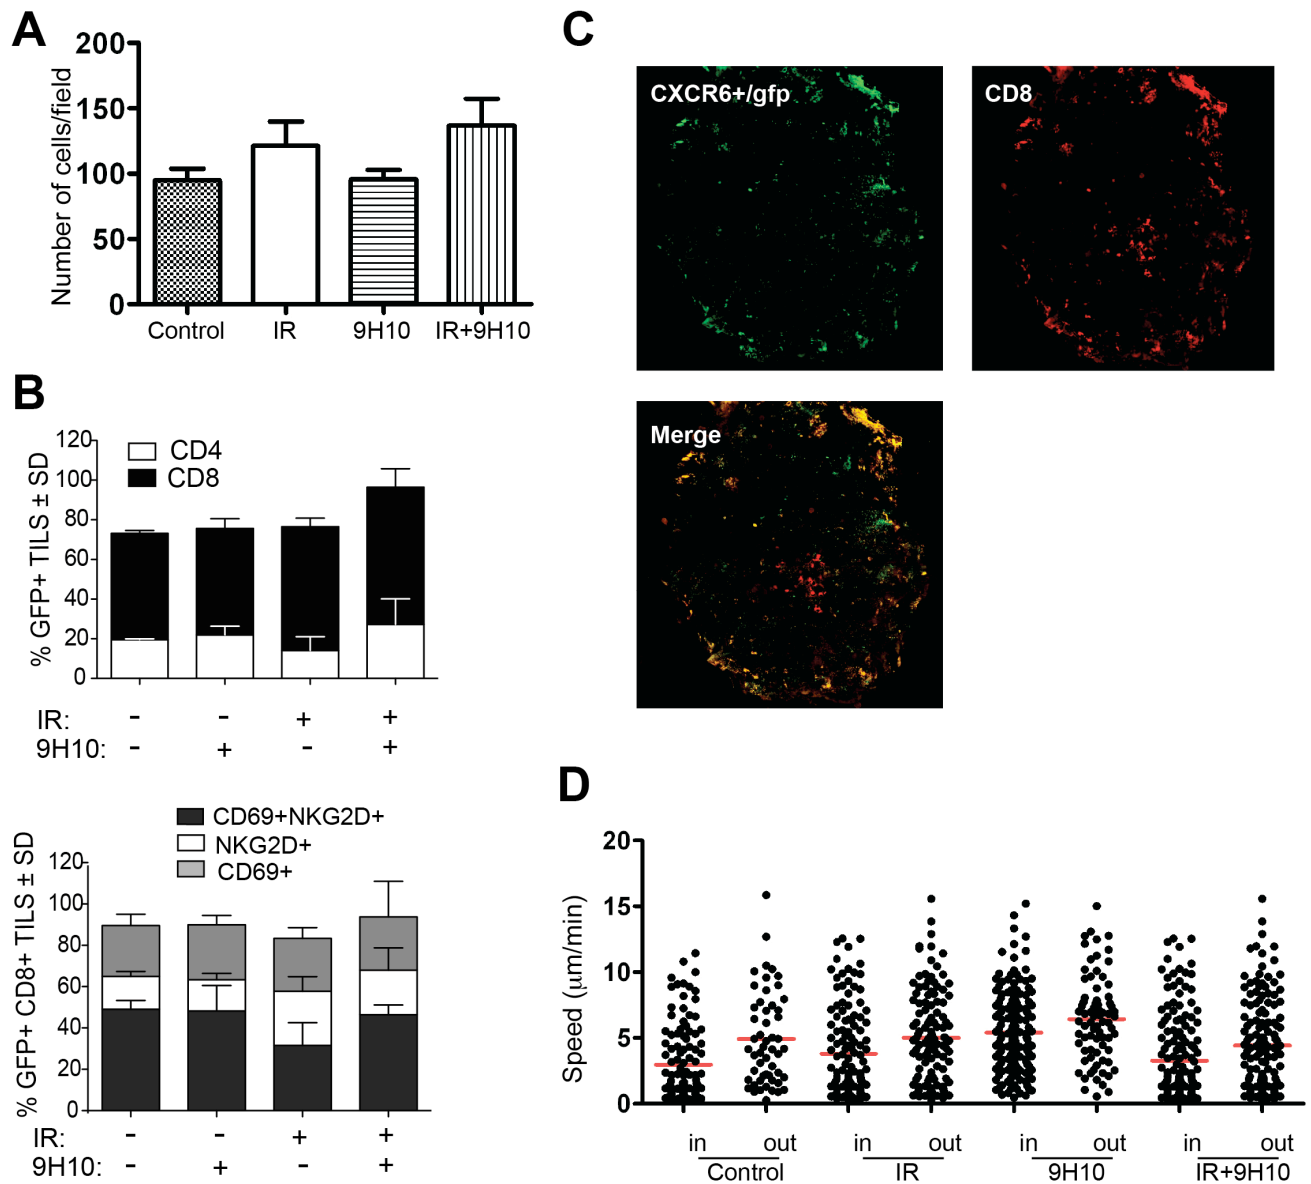 A
Number of cells/field
200
150
100
50
0
Control IR 9H10 IR+9H10
B
% GFP+ TILS ± SD
120
100
80
60
40
20
0
CD4
CD8
IR: - - + +
9H10: - + - +
% GFP+ CD8+ TILS ± SD
120
100
80
60
40
20
0
CD69+NKG2D+
NKG2D+
CD69+
IR: - - + +
9H10: - + - +
C
CXCR6+/gfp
CD8
Merge
D
Speed (µm/min)
20
15
10
5
0
in out in out in out in out
Control IR 9H10 IR+9H10